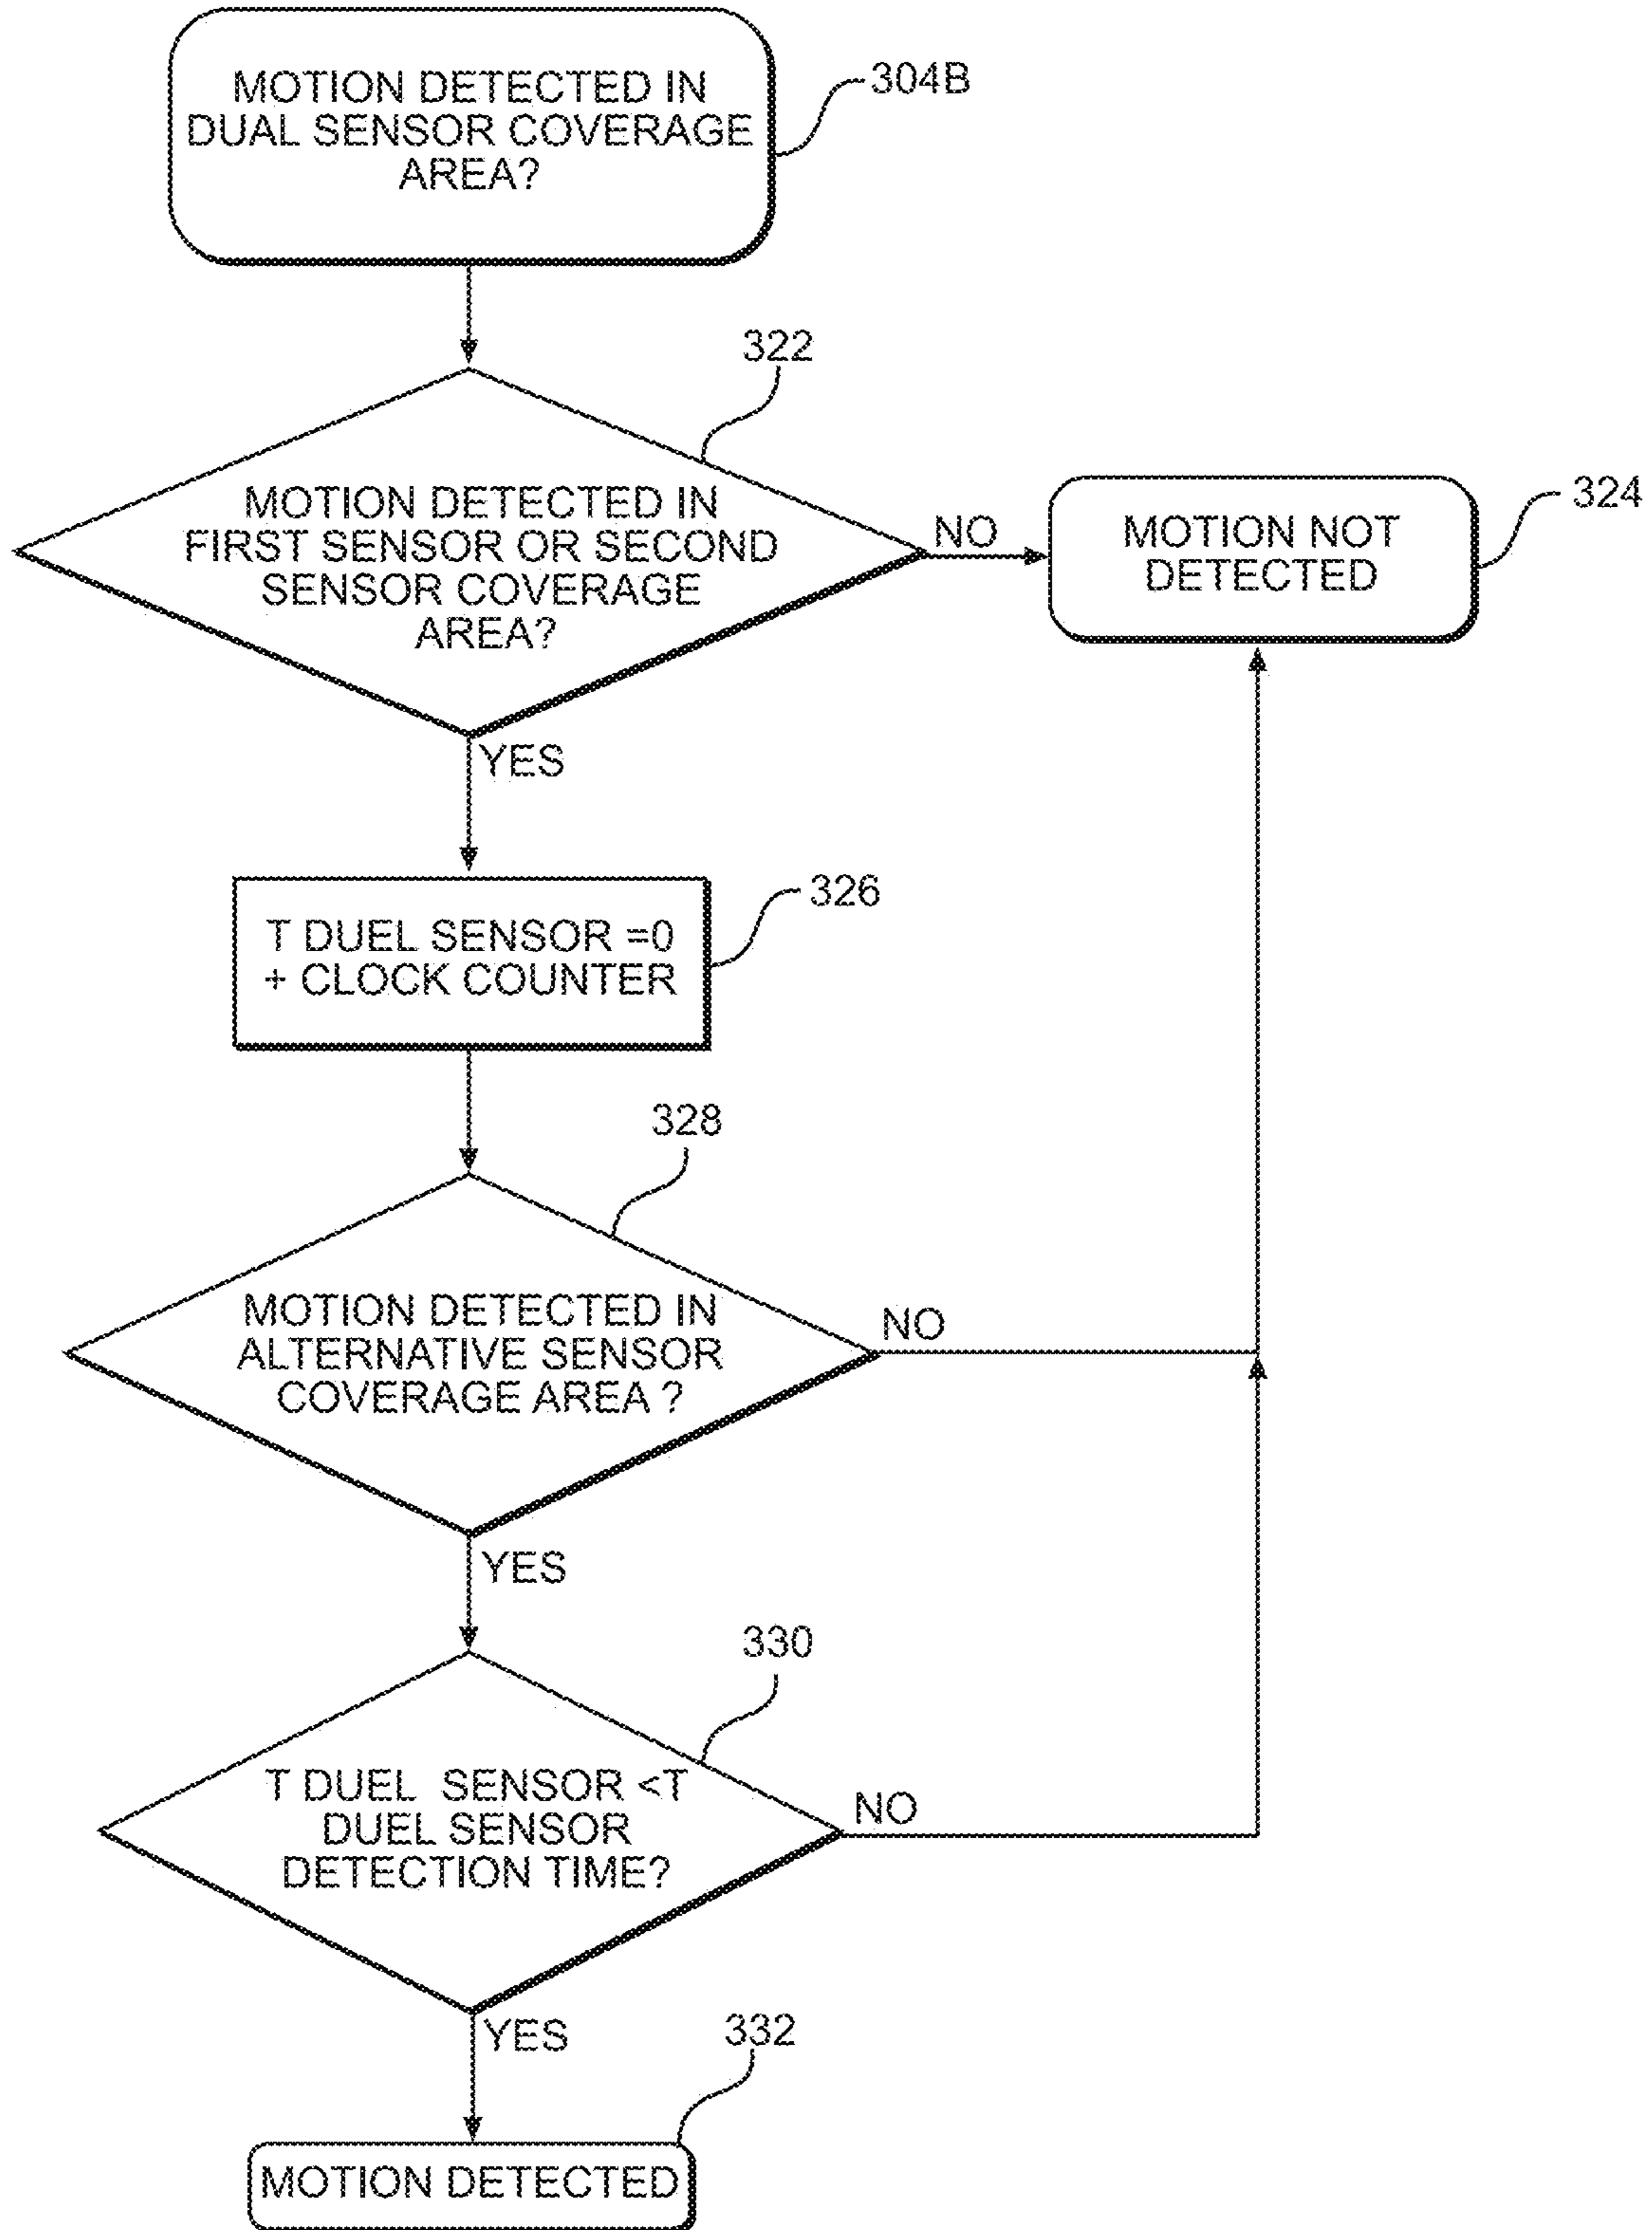 MOTION DETECTED IN
DUAL SENSOR COVERAGE
AREA?
304B
322
MOTION DETECTED IN
FIRST SENSOR OR SECOND
SENSOR COVERAGE
AREA?
NO
MOTION NOT
DETECTED
324
YES
T DUEL SENSOR =0
+ CLOCK COUNTER
326
328
MOTION DETECTED IN
ALTERNATIVE SENSOR
COVERAGE AREA ?
NO
YES
330
T DUEL SENSOR <T
DUEL SENSOR
DETECTION TIME?
NO
YES
332
MOTION DETECTED